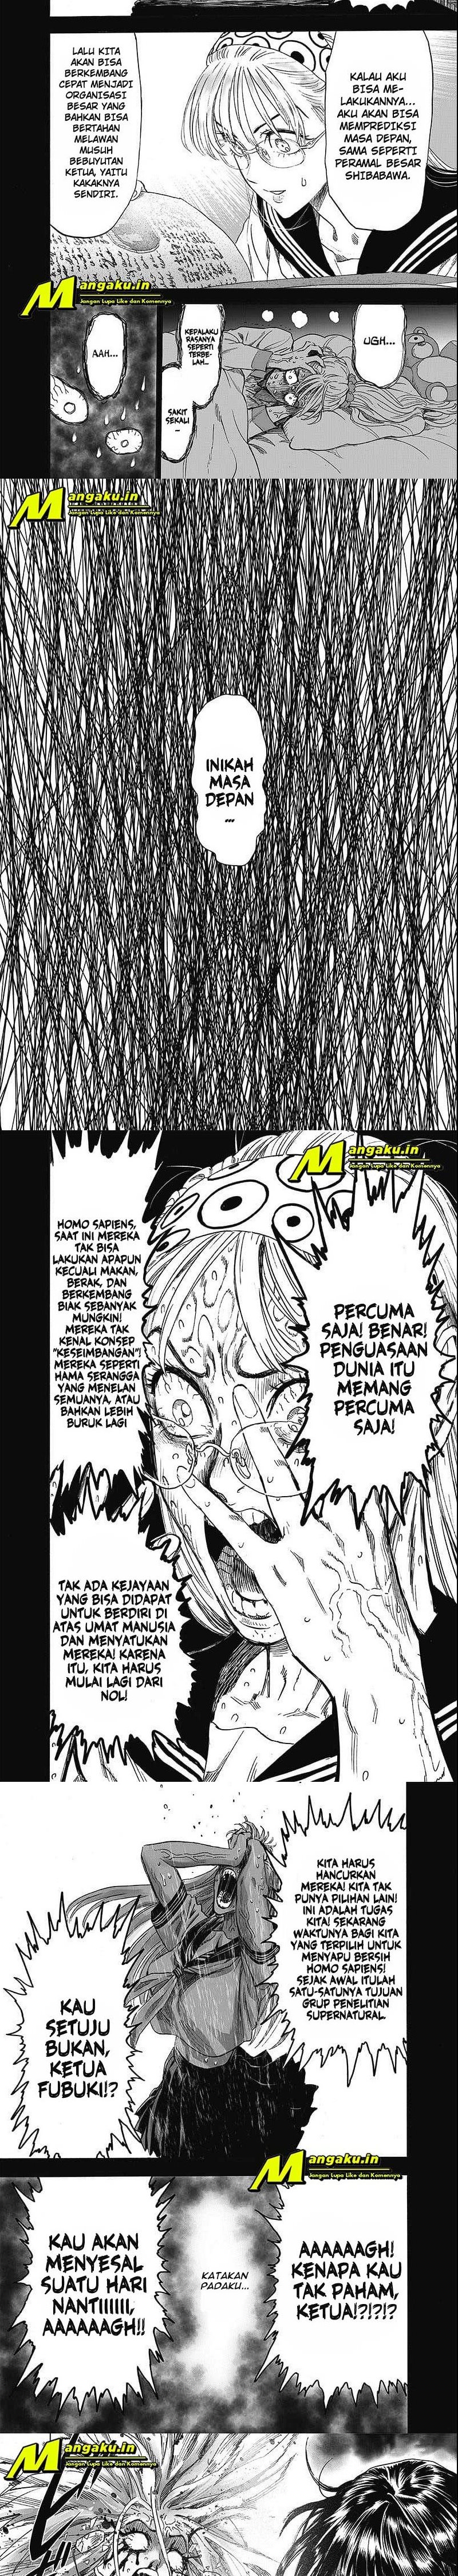 KALAU AKU
BISA ME-
LAKUKANNYA...
AKU AKAN BISA
MEMPREDIKSI
MASA DEPAN,
SAMA SEPERTI
PERAMAL BESAR
SHIBABAWA.
LALU KITA
AKAN BISA
BERKEMBANG
CEPAT MENJADI
ORGANISASI
BESAR YANG
BAHKAN BISA
BERTAHAN
MELAWAN
MUSUH
BEBUYUTAN
KETUA, YAITU
KAKAKNYA
SENDIRI.
Mangaku.in
Jangan Lupa Like dan Komennya
UGH...
KEPALAKU
RASANYA
SEPERTI
TERBE-
LAH...
SAKIT
SEKALI
...
AAH...
Mangaku.in
Jangan Lupa Like dan Komennya
INIKAH
MASA
DEPAN
...
Mangaku.in
Jangan Lupa Like dan Komennya
PERCUMA
SAJA! BENAR!
PENGUASAAN
DUNIA ITU
MEMANG
PERCUMA
SAJA!
HOMO SAPIENS,
SAAT INI MEREKA
TAK BISA
LAKUKAN APAPUN
KECUALI MAKAN,
BERAK, DAN
BERKEMBANG
BIAK SEBANYAK
MUNGKIN!
MEREKA TAK
KENAL KONSEP
"KESEIMBANGAN"!
MEREKA SEPERTI
HAMA SERANGGA
YANG MENELAN
SEMUANYA, ATAU
BAHKAN LEBIH
BURUK LAGI
TAK ADA KEJAYAAN
YANG BISA DIDAPAT
UNTUK BERDIRI DI
ATAS UMAT MANUSIA
DAN MENYATUKAN
MEREKA! KARENA
ITU, KITA HARUS
MULAI LAGI DARI
NOL!
KITA HARUS
HANCURKAN
MEREKA! KITA TAK
PUNYA PILIHAN LAIN!
INI ADALAH TUGAS
KITA! SEKARANG
WAKTUNYA BAGI KITA
YANG TERPILIH UNTUK
MENYAPU BERSIH
HOMO SAPIENS!
SEJAK AWAL ITULAH
SATU-SATUNYA TUJUAN
GRUP PENELITIAN
SUPERNATURAL.
KAU
SETUJU
BUKAN,
KETUA
FUBUKI!?
Mangaku.in
Jangan Lupa Like dan Komennya
AAAAAAGH!
KENAPA KAU
TAK PAHAM,
KETUA!?!?!?
KATAKAN
PADAKU...
KAU AKAN
MENYESAL
SUATU HARI
NANTIIIIII,
AAAAAAGH!!
Mangaku.in
Jangan Lupa Like dan Komennya